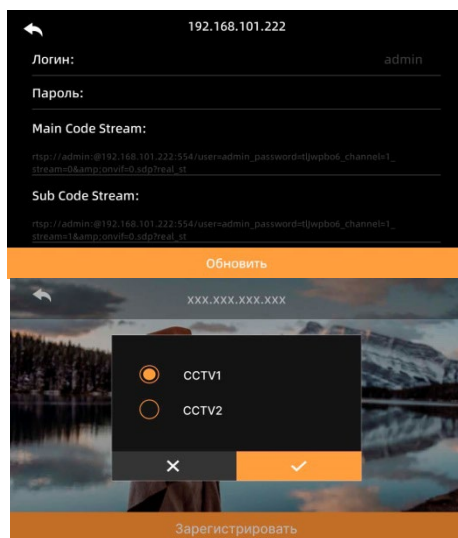 192.168.101.222
Логин: admin
Пароль:
Main Code Stream:
rtsp://admin:@192.168.101.222:554/user=admin_password=tlJwpbo6_channel=1_
stream=0&amp;onvif=0.sdp?real_st
Sub Code Stream:
rtsp://admin:@192.168.101.222:554/user=admin_password=tlJwpbo6_channel=1_
stream=1&amp;onvif=0.sdp?real_st
Обновить
xxx.xxx.xxx.xxx
CCTV1
CCTV2
Зарегистрировать